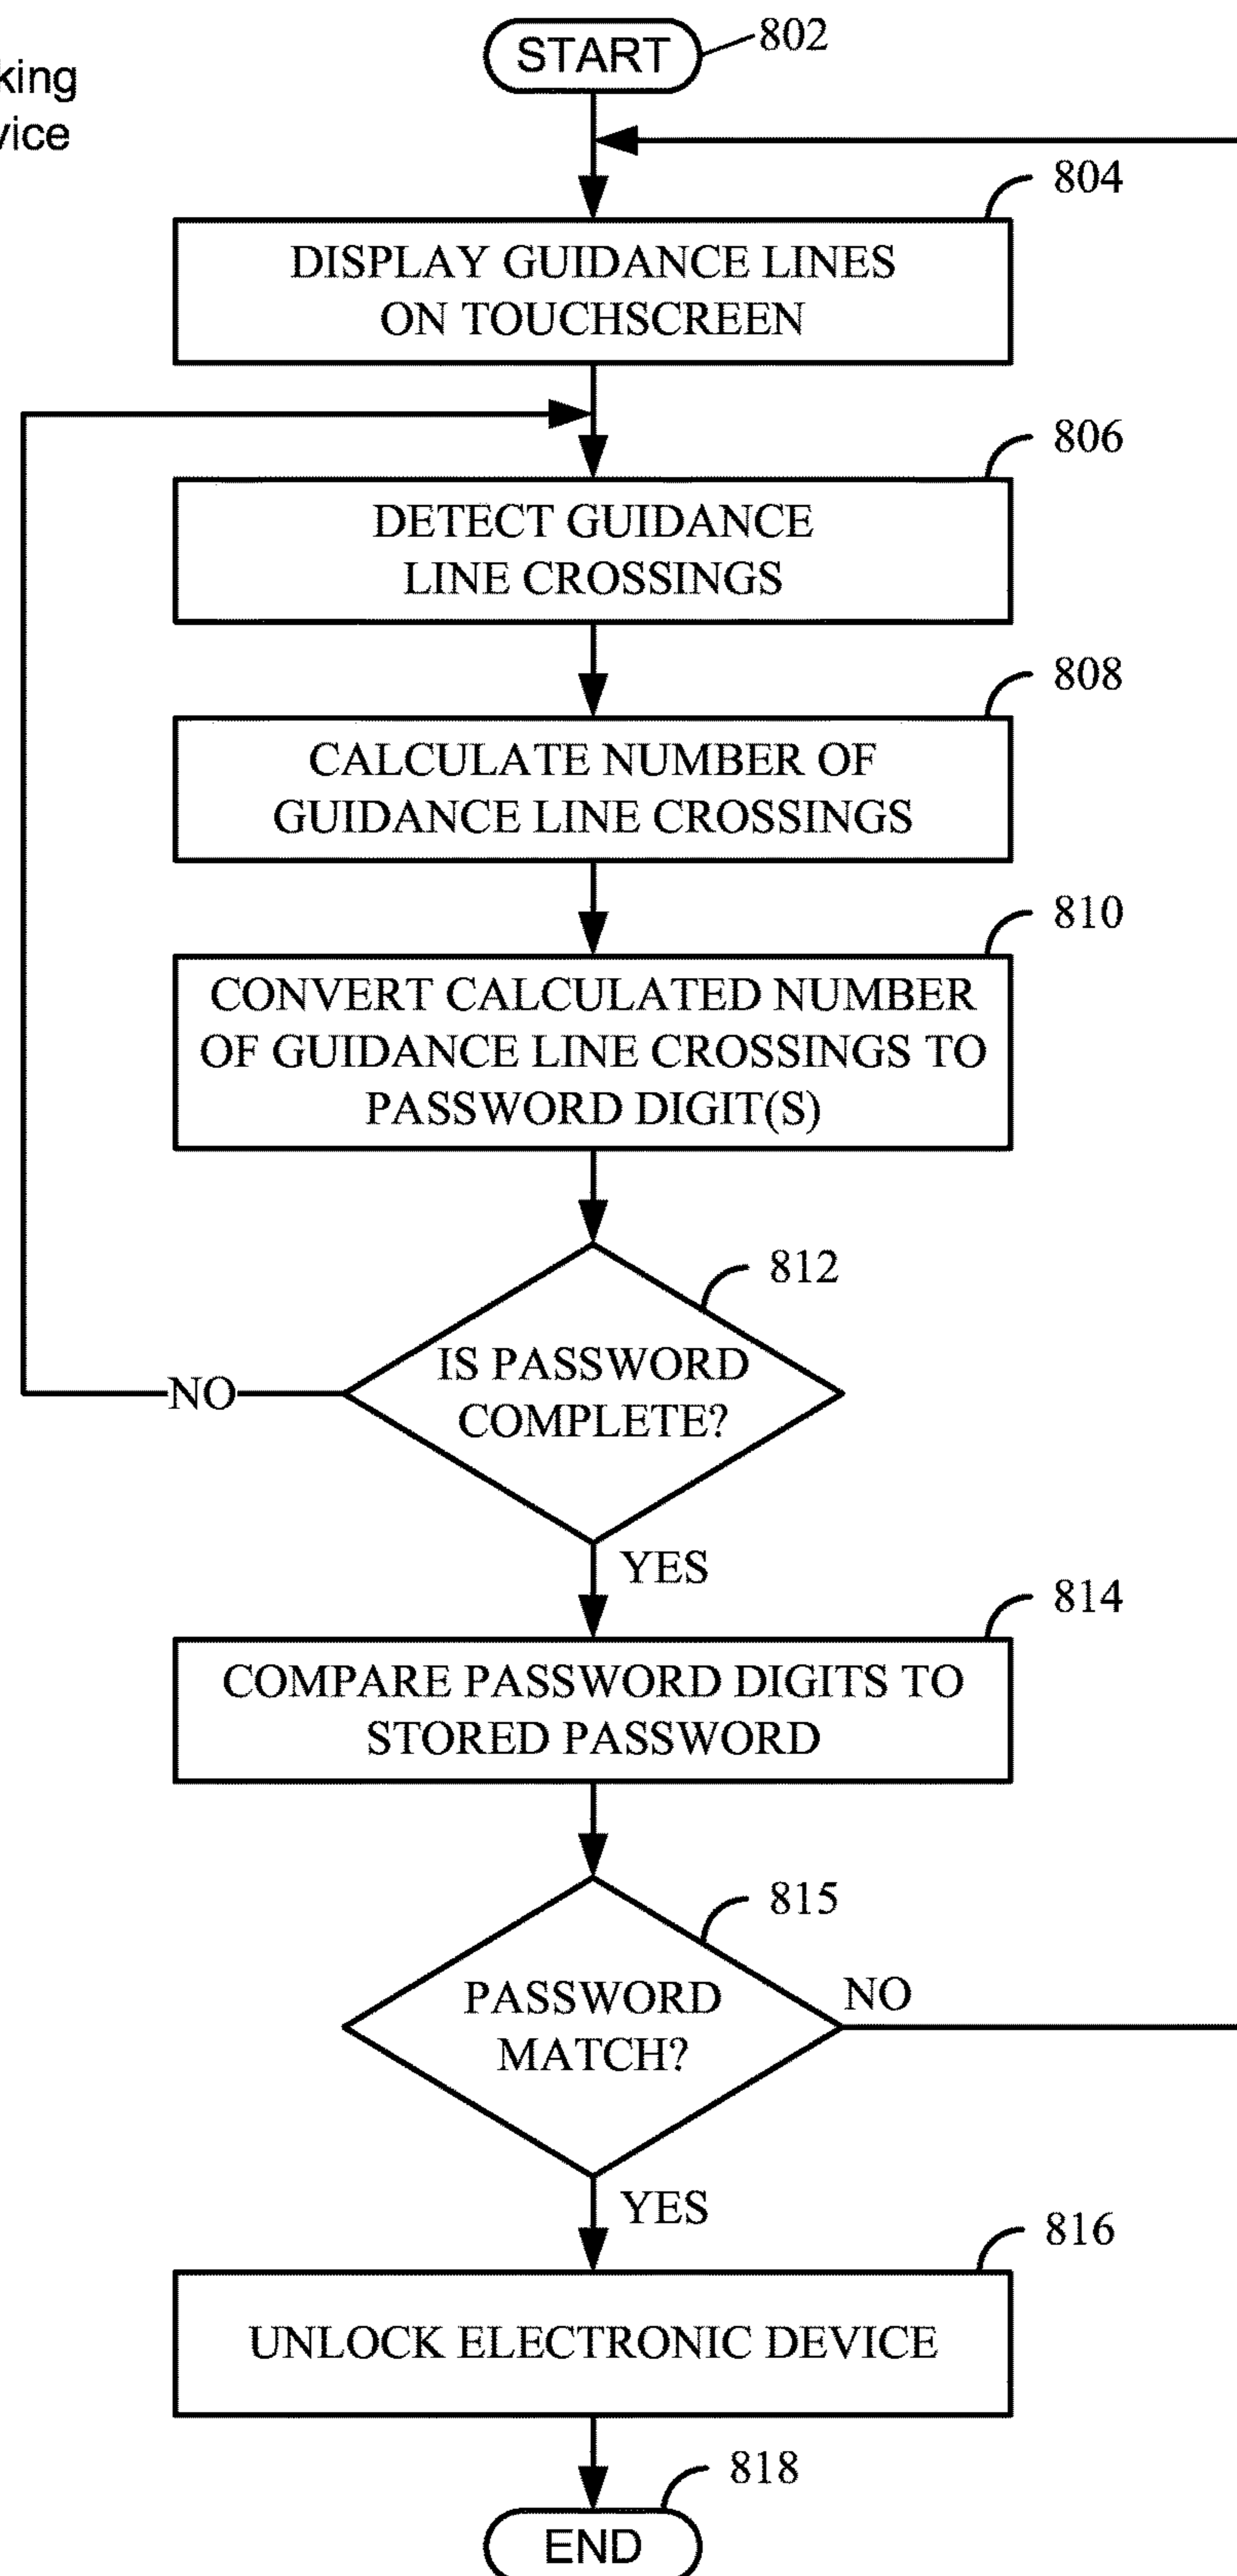 START
802
king
vice
804
DISPLAY GUIDANCE LINES
ON TOUCHSCREEN
806
DETECT GUIDANCE
LINE CROSSINGS
808
CALCULATE NUMBER OF
GUIDANCE LINE CROSSINGS
810
CONVERT CALCULATED NUMBER
OF GUIDANCE LINE CROSSINGS TO
PASSWORD DIGIT(S)
812
IS PASSWORD
COMPLETE?
NO
YES
814
COMPARE PASSWORD DIGITS TO
STORED PASSWORD
815
PASSWORD
MATCH?
NO
YES
816
UNLOCK ELECTRONIC DEVICE
818
END